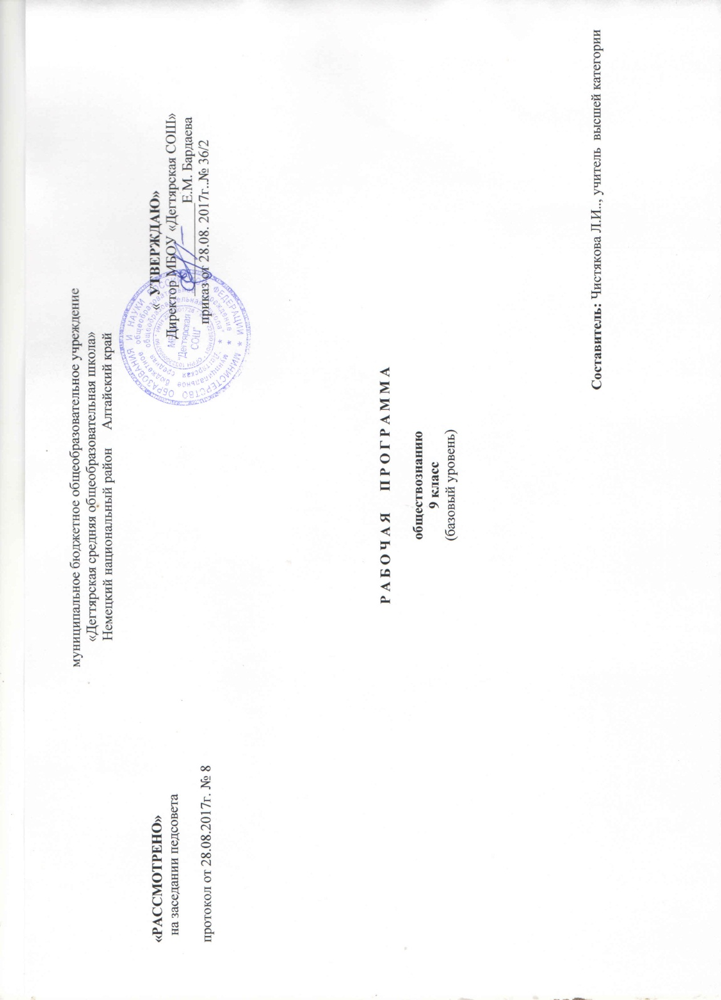 муниципальное бюджетное общеобразовательное учреждение
«Дегтярская средняя общеобразовательная школа»
Немецкий национальный район Алтайский край
«РАССМОТРЕНО»
на заседании педсовета
протокол от 28.08.2017г. № 8
« УТВЕРЖДАЮ»
Директор МБОУ «Дегтярская СОШ»
Е.М. Бардаева
приказ от 28.08. 2017г..№ 36/2
МИНИСТЕРСТВО ОБРАЗОВАНИЯ И НАУКИ РОССИЙСКОЙ ФЕДЕРАЦИИ
муниципальное бюджетное общеобразовательное учреждение
"Дегтярская средняя общеобразовательная школа"
"Дегтярская
СОШ"
РАБОЧАЯ ПРОГРАММА
обществознанию
9 класс
(базовый уровень)
Составитель: Чистякова Л.И.., учитель высшей категории